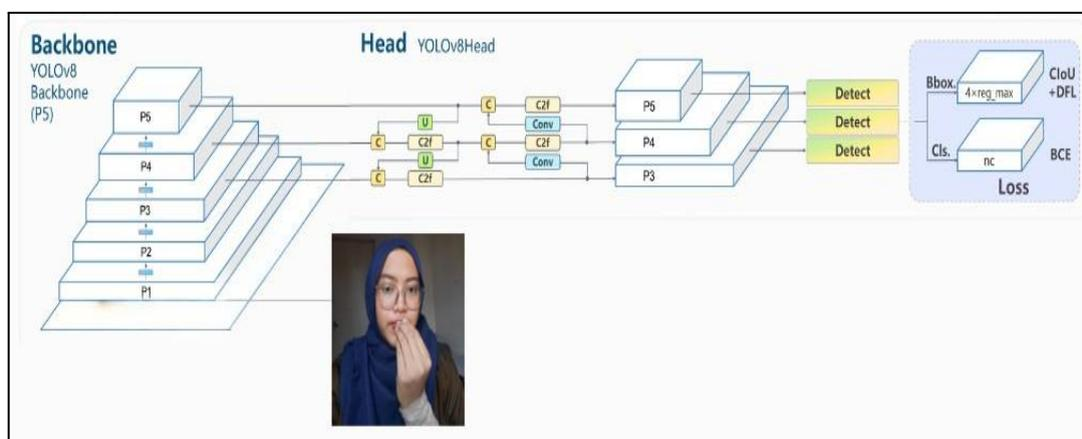 Backbone
YOLOv8
Backbone
(P5)
P5
P4
P3
P2
P1
Head YOLOv8Head
C
C2f
U
Conv
C
C2f
C
C2f
U
Conv
C
C2f
P5
P4
P3
Detect
Detect
Detect
Bbox.
4×reg_max
CIoU
+DFL
Cls.
nc
BCE
Loss